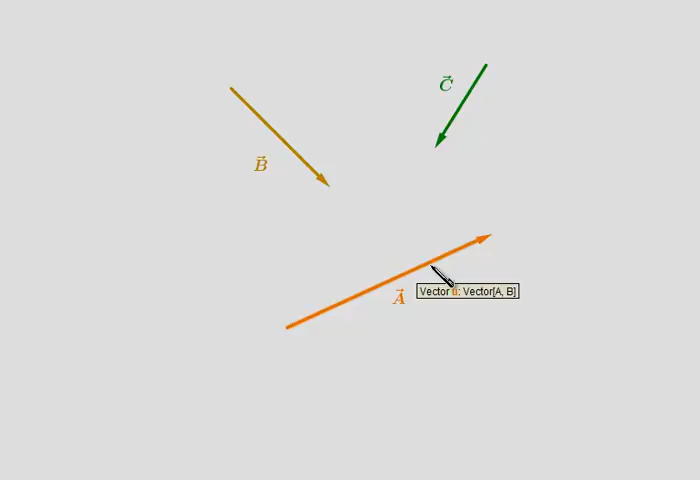 C⃗
B⃗
A⃗
Vector u: Vector[A, B]